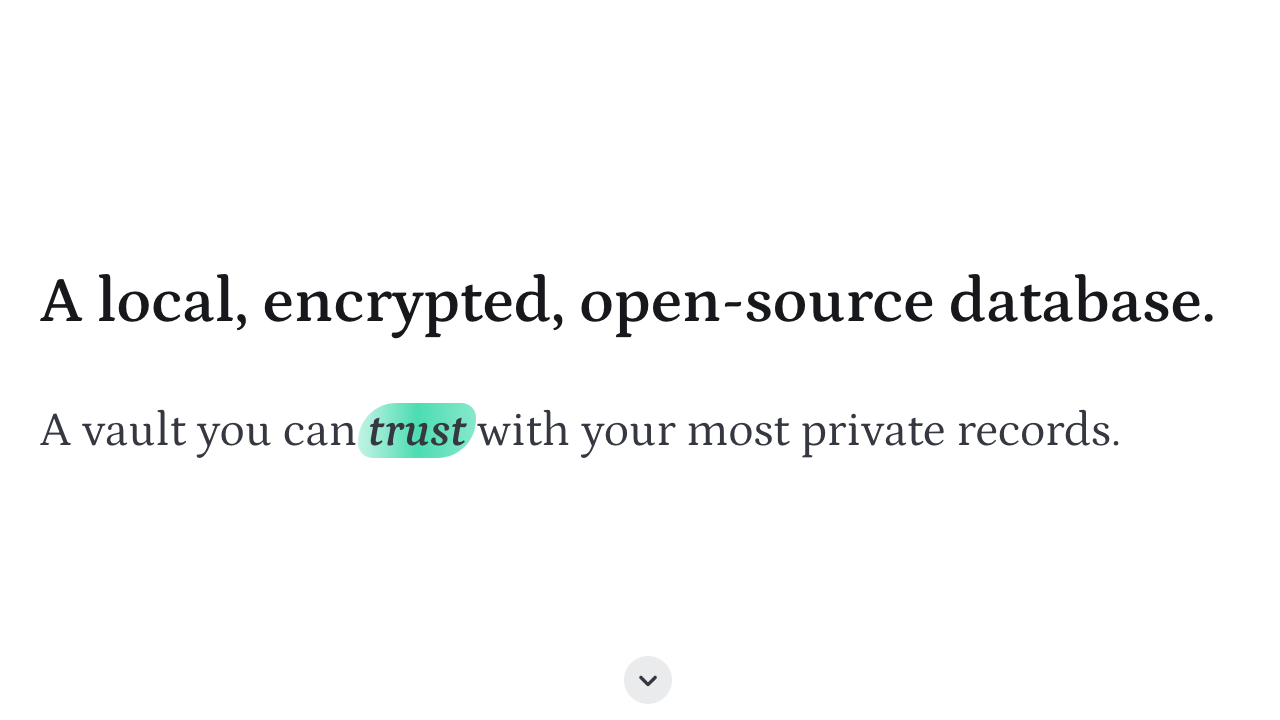 A local, encrypted, open-source database.
A vault you can trust with your most private records.